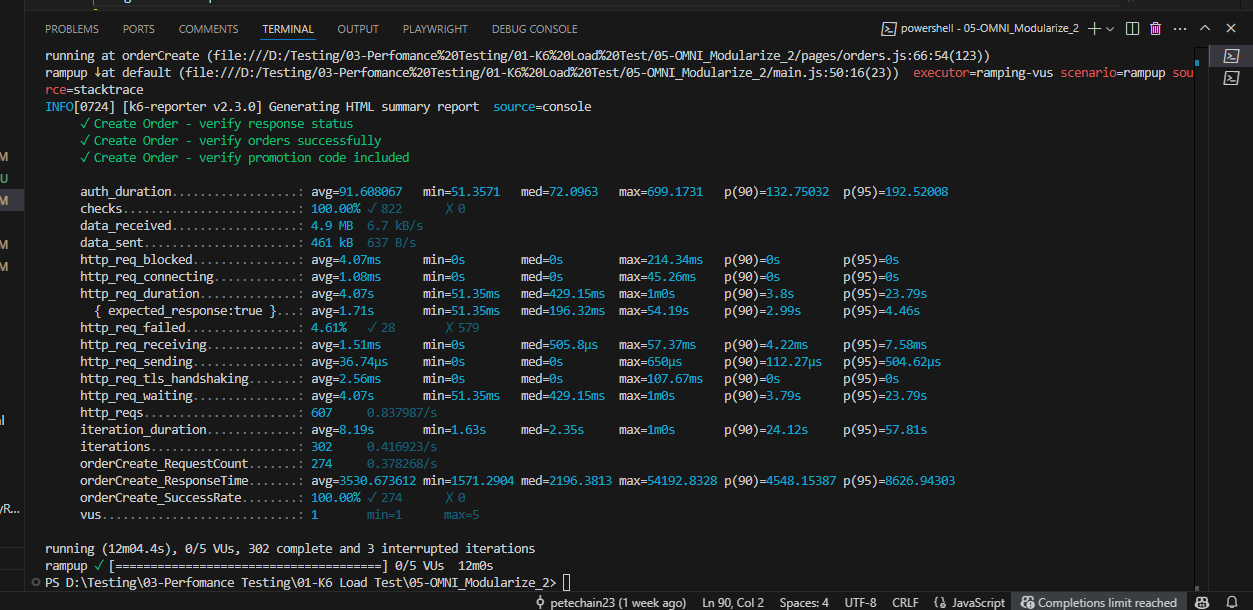 PROBLEMS PORTS COMMENTS TERMINAL OUTPUT PLAYWRIGHT DEBUG CONSOLE powershell - 05-OMNI_Modularize_2
running at orderCreate (file:///D:/Testing/03-Perfomance%20Testing/01-K6%20Load%20Test/05-OMNI_Modularize_2/pages/orders.js:66:54(123))
rampup ↓at default (file:///D:/Testing/03-Perfomance%20Testing/01-K6%20Load%20Test/05-OMNI_Modularize_2/main.js:50:16(23))  executor=ramping-vus scenario=rampup sou
rce=stacktrace
INFO[0724] [k6-reporter v2.3.0] Generating HTML summary report  source=console
✓ Create Order - verify response status
✓ Create Order - verify orders successfully
✓ Create Order - verify promotion code included
auth_duration..................: avg=91.608067 min=51.3571 med=72.0963 max=699.1731 p(90)=132.75032 p(95)=192.52008
checks.........................: 100.00% ✓ 822 ✗ 0
data_received..................: 4.9 MB 6.7 kB/s
data_sent......................: 461 kB 637 B/s
http_req_blocked...............: avg=4.07ms min=0s med=0s max=214.34ms p(90)=0s p(95)=0s
http_req_connecting............: avg=1.08ms min=0s med=0s max=45.26ms p(90)=0s p(95)=0s
http_req_duration..............: avg=4.07s min=51.35ms med=429.15ms max=1m0s p(90)=3.8s p(95)=23.79s
{ expected_response:true }...: avg=1.71s min=51.35ms med=196.32ms max=54.19s p(90)=2.99s p(95)=4.46s
http_req_failed................: 4.61% ✓ 28 ✗ 579
http_req_receiving.............: avg=1.51ms min=0s med=505.8µs max=57.37ms p(90)=4.22ms p(95)=7.58ms
http_req_sending...............: avg=36.74µs min=0s med=0s max=650µs p(90)=112.27µs p(95)=504.62µs
http_req_tls_handshaking.......: avg=2.56ms min=0s med=0s max=107.67ms p(90)=0s p(95)=0s
http_req_waiting...............: avg=4.07s min=51.35ms med=429.15ms max=1m0s p(90)=3.79s p(95)=23.79s
http_reqs......................: 607 0.837987/s
iteration_duration.............: avg=8.19s min=1.63s med=2.35s max=1m0s p(90)=24.12s p(95)=57.81s
iterations.....................: 302 0.416923/s
orderCreate_RequestCount.......: 274 0.378268/s
orderCreate_ResponseTime.......: avg=3530.673612 min=1571.2904 med=2196.3813 max=54192.8328 p(90)=4548.15387 p(95)=8626.94303
orderCreate_SuccessRate........: 100.00% ✓ 274 ✗ 0
vus............................: 1 min=1 max=5
running (12m04.4s), 0/5 VUs, 302 complete and 3 interrupted iterations
rampup ✓ [======================================] 0/5 VUs  12m0s
PS D:\Testing\03-Perfomance Testing\01-K6 Load Test\05-OMNI_Modularize_2>
petechain23 (1 week ago) Ln 90, Col 2 Spaces: 4 UTF-8 CRLF {} JavaScript Completions limit reached
M
U
M
M
M
yR...